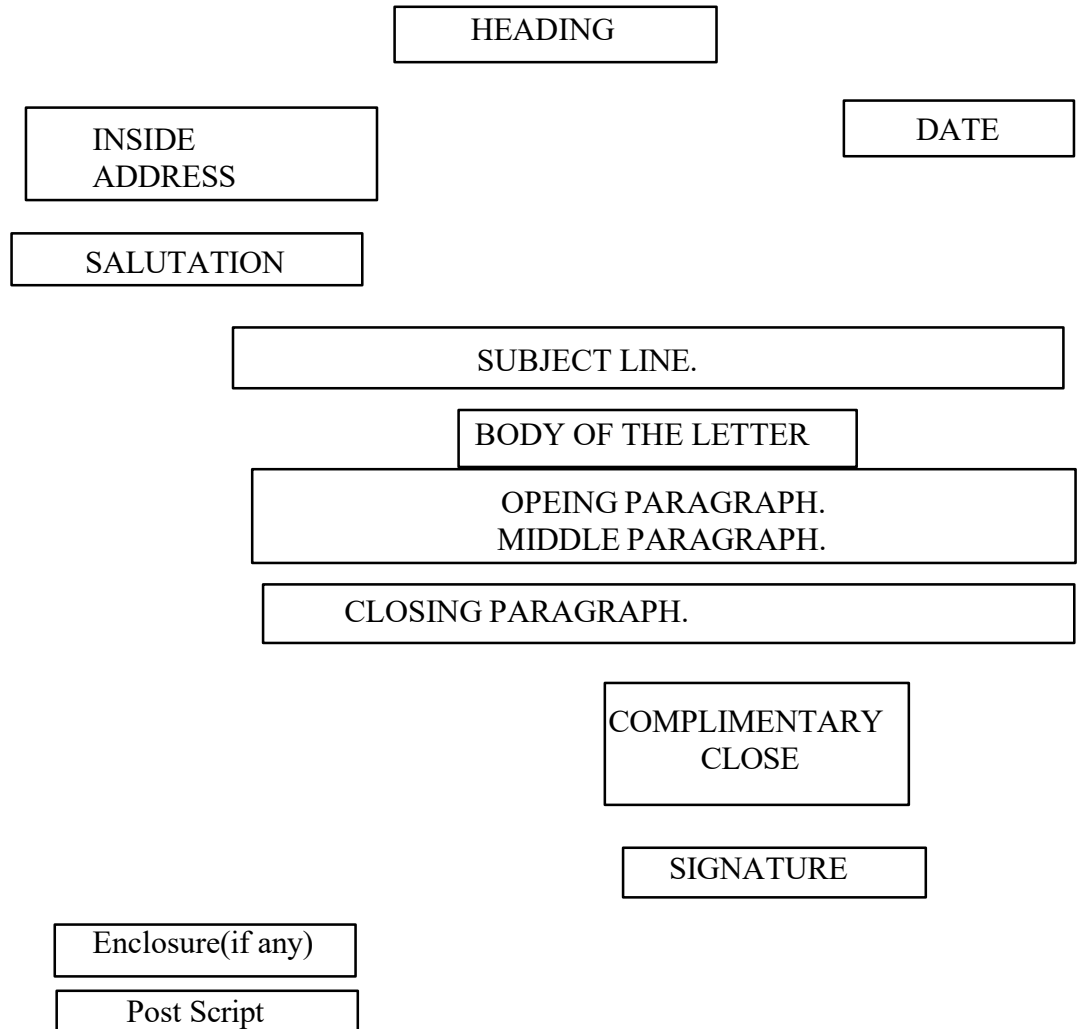 HEADING
INSIDE
ADDRESS
DATE
SALUTATION
SUBJECT LINE.
BODY OF THE LETTER
OPEING PARAGRAPH.
MIDDLE PARAGRAPH.
CLOSING PARAGRAPH.
COMPLIMENTARY
CLOSE
SIGNATURE
Enclosure(if any)
Post Script